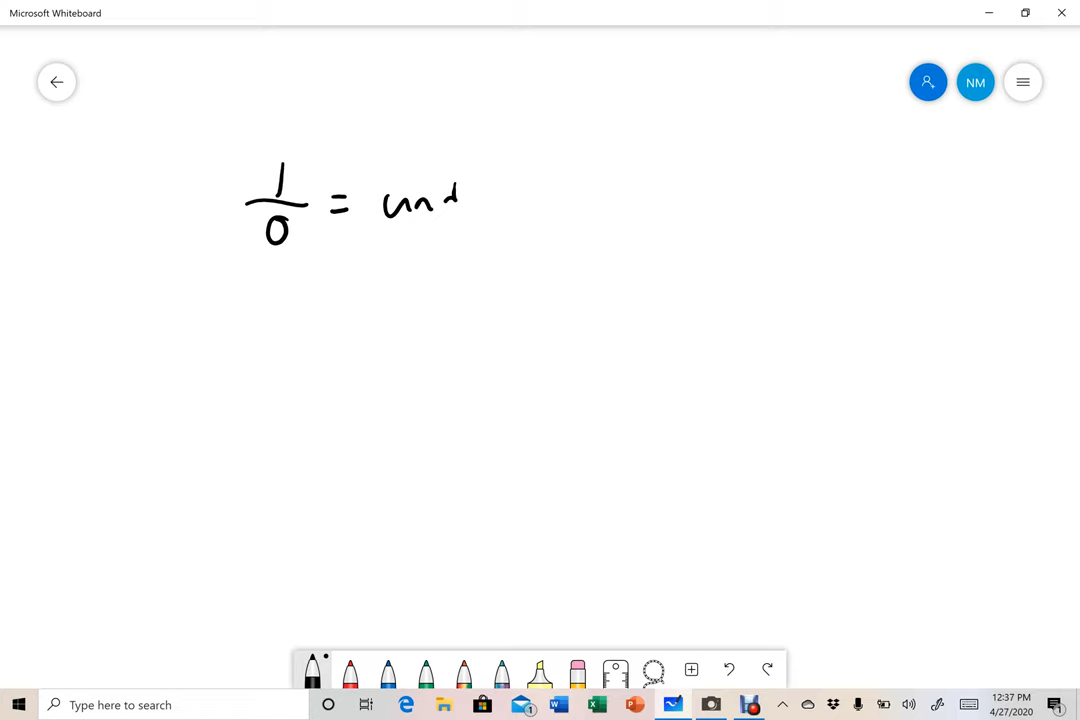 Microsoft Whiteboard
NM
1
0 = und
Type here to search
12:37 PM
4/27/2020